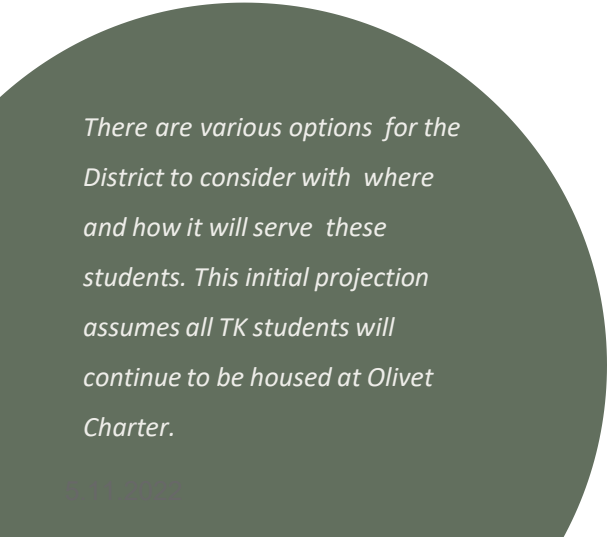 There are various options for the
District to consider with where
and how it will serve these
students. This initial projection
assumes all TK students will
continue to be housed at Olivet
Charter.